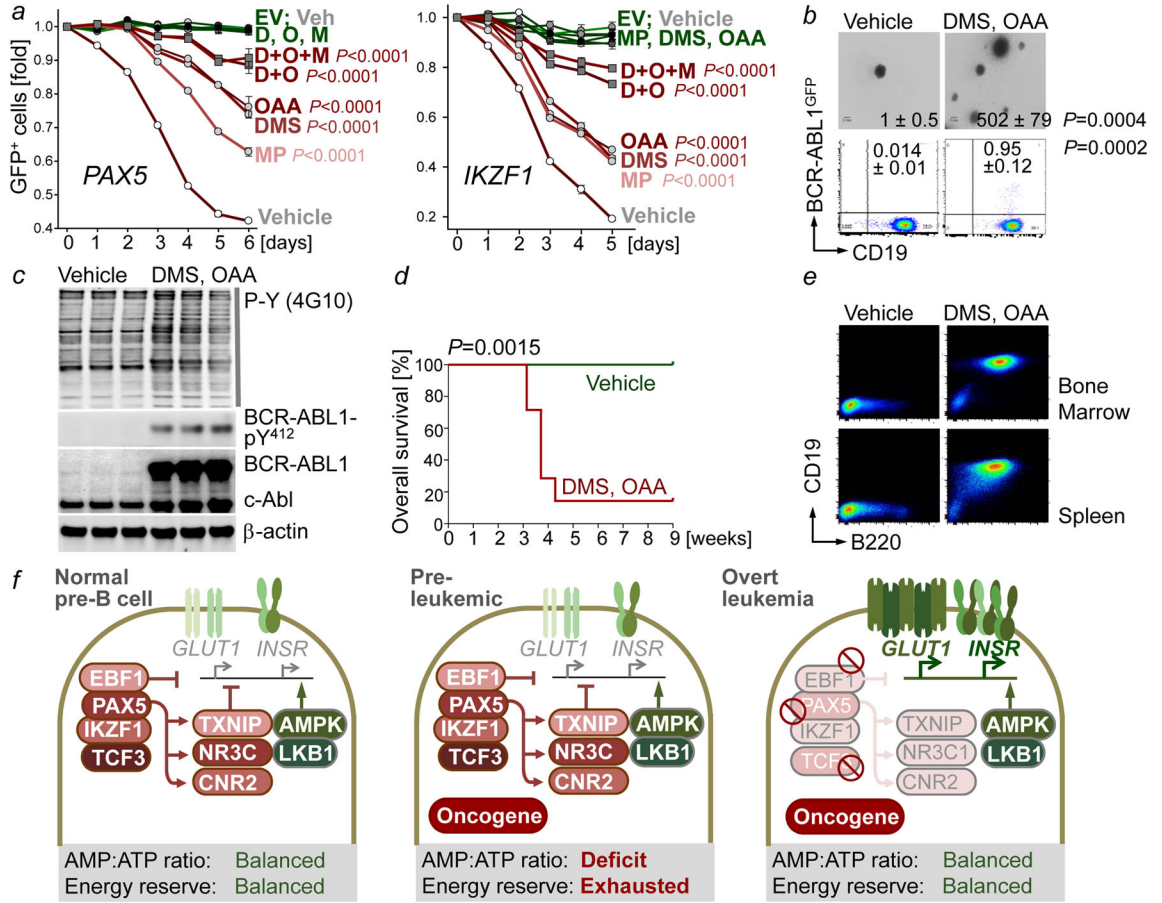 a
GFP⁺ cells [fold]
1.0
0.9
0.8
0.7
0.6
0.5
0.4
0 1 2 3 4 5 6 [days]
PAX5
EV; Veh
D, O, M
D+O+M P<0.0001
D+O P<0.0001
OAA P<0.0001
DMS P<0.0001
MP P<0.0001
Vehicle
a
1.0
0.8
0.6
0.4
0.2
0 1 2 3 4 5 [days]
IKZF1
EV; Vehicle
MP, DMS, OAA
D+O+M P<0.0001
D+O P<0.0001
OAA P<0.0001
DMS P<0.0001
MP P<0.0001
Vehicle
b
Vehicle DMS, OAA
BCR-ABL1GFP
1 ± 0.5 502 ± 79 P=0.0004
0.014
± 0.01
0.95
±0.12
P=0.0002
CD19
c
Vehicle DMS, OAA
P-Y (4G10)
BCR-ABL1-
pY⁴¹²
BCR-ABL1
c-Abl
β-actin
d
P=0.0015
Overall survival [%]
100
80
60
40
20
0
Vehicle
DMS, OAA
0 1 2 3 4 5 6 7 8 9 [weeks]
e
Vehicle DMS, OAA
Bone
Marrow
Spleen
CD19
B220
f
Normal
pre-B cell
GLUT1 INSR
EBF1
PAX5
IKZF1
TCF3
TXNIP
NR3C
CNR2
AMPK
LKB1
AMP:ATP ratio: Balanced
Energy reserve: Balanced
Pre-
leukemic
GLUT1 INSR
EBF1
PAX5
IKZF1
TCF3
TXNIP
NR3C
CNR2
AMPK
LKB1
Oncogene
AMP:ATP ratio: Deficit
Energy reserve: Exhausted
Overt
leukemia
GLUT1 INSR
EBF1
PAX5
IKZF1
TXNIP
NR3C1
CNR2
AMPK
LKB1
Oncogene
AMP:ATP ratio: Balanced
Energy reserve: Balanced